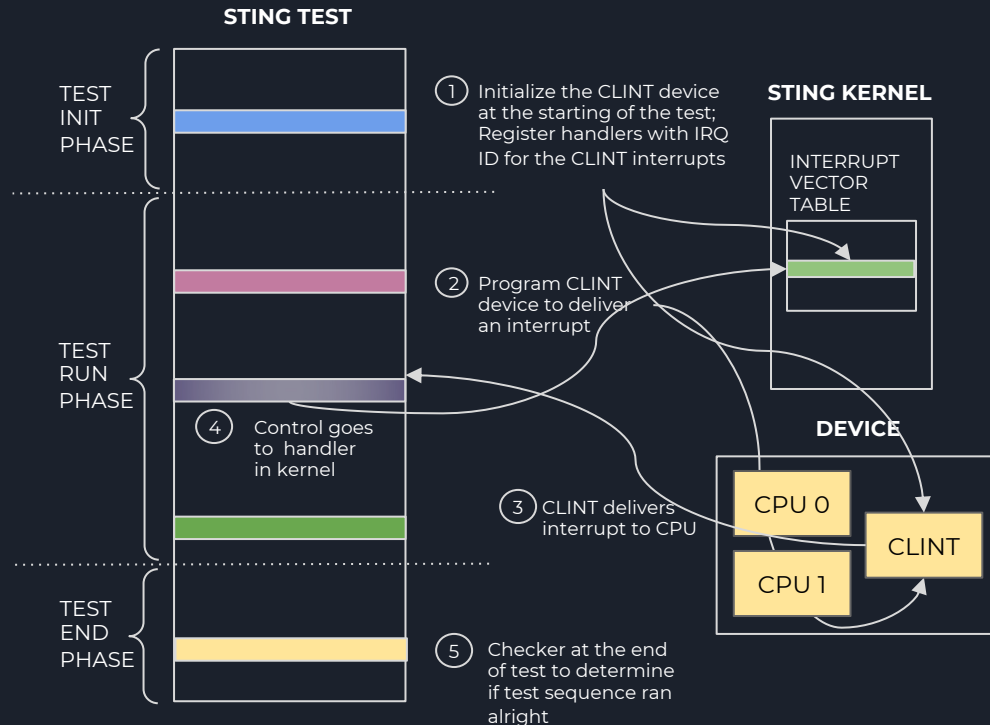 STING TEST
TEST
INIT
PHASE
1
Initialize the CLINT device
at the starting of the test;
Register handlers with IRQ
ID for the CLINT interrupts
STING KERNEL
INTERRUPT
VECTOR
TABLE
2
Program CLINT
device to deliver
an interrupt
TEST
RUN
PHASE
4
Control goes
to handler
in kernel
3
CLINT delivers
interrupt to CPU
DEVICE
CPU 0
CLINT
CPU 1
TEST
END
PHASE
5
Checker at the end
of test to determine
if test sequence ran
alright